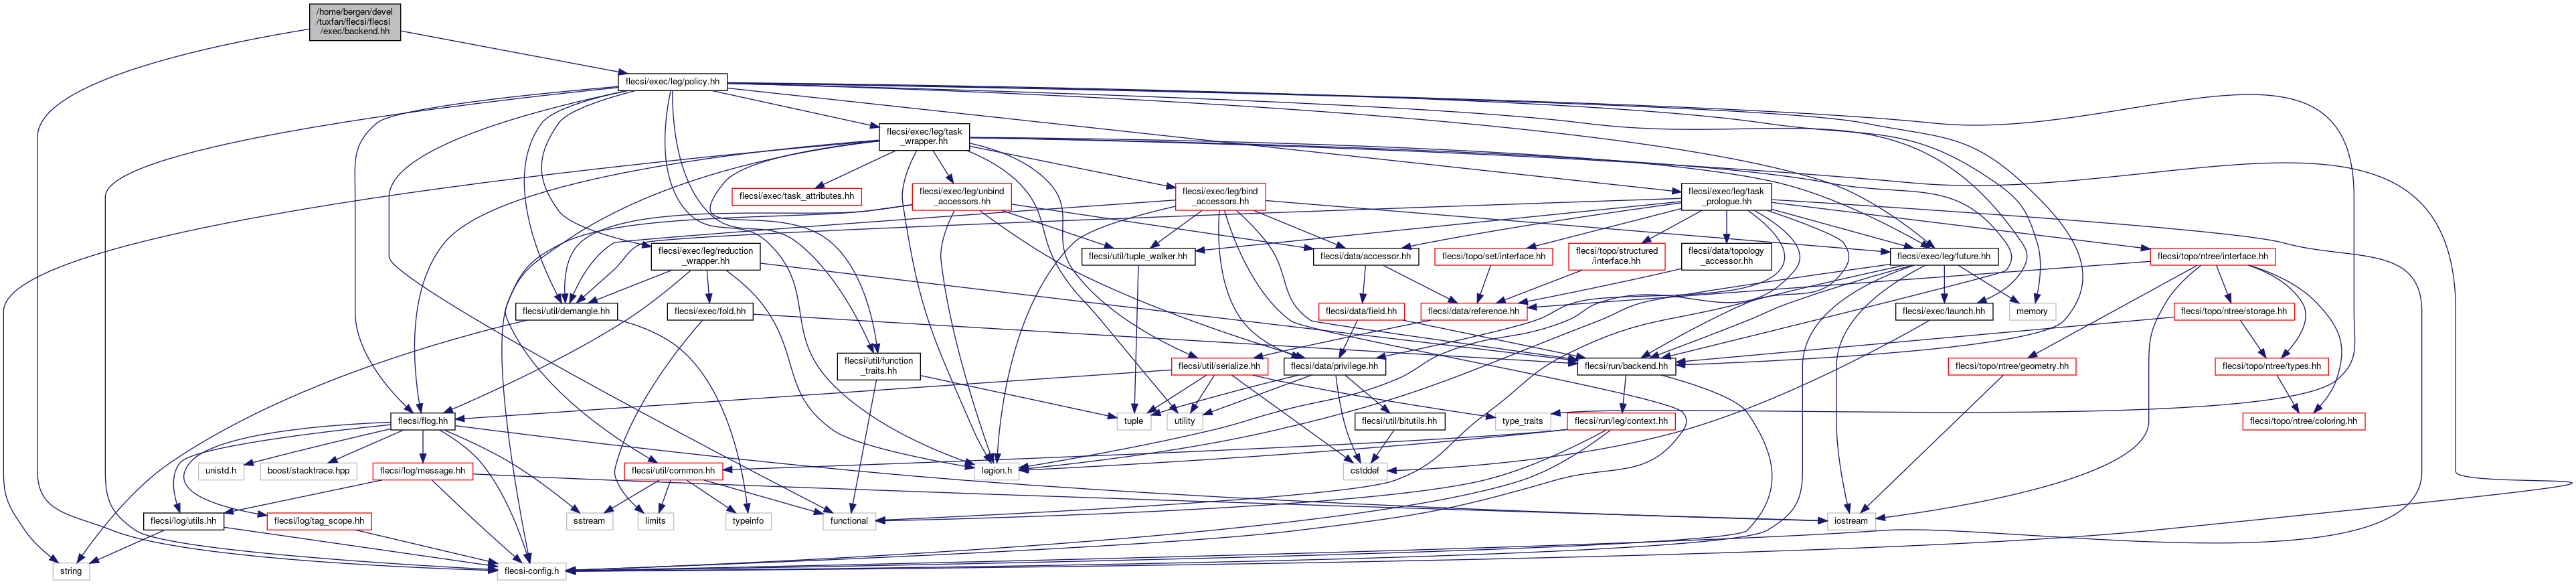 /home/bergen/devel
/tuxfan/flecsi/flecsi
/exec/backend.hh
flecsi/exec/leg/policy.hh
flecsi/exec/leg/task
_wrapper.hh
flecsi/exec/task_attributes.hh
flecsi/exec/leg/unbind
_accessors.hh
flecsi/exec/leg/bind
_accessors.hh
flecsi/exec/leg/task
_prologue.hh
flecsi/exec/leg/reduction
_wrapper.hh
flecsi/util/tuple_walker.hh
flecsi/data/accessor.hh
flecsi/topo/set/interface.hh
flecsi/topo/structured
/interface.hh
flecsi/data/topology
_accessor.hh
flecsi/exec/leg/future.hh
flecsi/topo/ntree/interface.hh
flecsi/util/demangle.hh
flecsi/exec/fold.hh
flecsi/data/field.hh
flecsi/data/reference.hh
flecsi/exec/launch.hh
memory
flecsi/topo/ntree/storage.hh
flecsi/util/function
_traits.hh
flecsi/util/serialize.hh
flecsi/data/privilege.hh
flecsi/run/backend.hh
flecsi/topo/ntree/geometry.hh
flecsi/topo/ntree/types.hh
flecsi/flog.hh
tuple
utility
flecsi/util/bitutils.hh
type_traits
flecsi/run/leg/context.hh
flecsi/topo/ntree/coloring.hh
unistd.h
boost/stacktrace.hpp
flecsi/log/message.hh
flecsi/util/common.hh
legion.h
cstddef
flecsi/log/utils.hh
flecsi/log/tag_scope.hh
sstream
limits
typeinfo
functional
iostream
string
flecsi-config.h